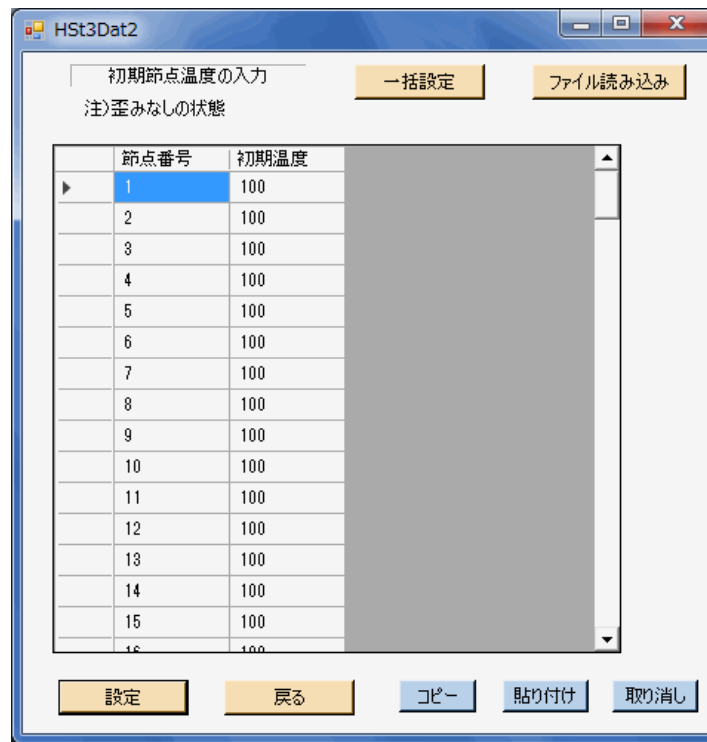 HSt3Dat2
初期節点温度の入力
一括設定
ファイル読み込み
注)歪みなしの状態
節点番号 初期温度
1 100
2 100
3 100
4 100
5 100
6 100
7 100
8 100
9 100
10 100
11 100
12 100
13 100
14 100
15 100
16 100
設定
戻る
コピー
貼り付け
取り消し